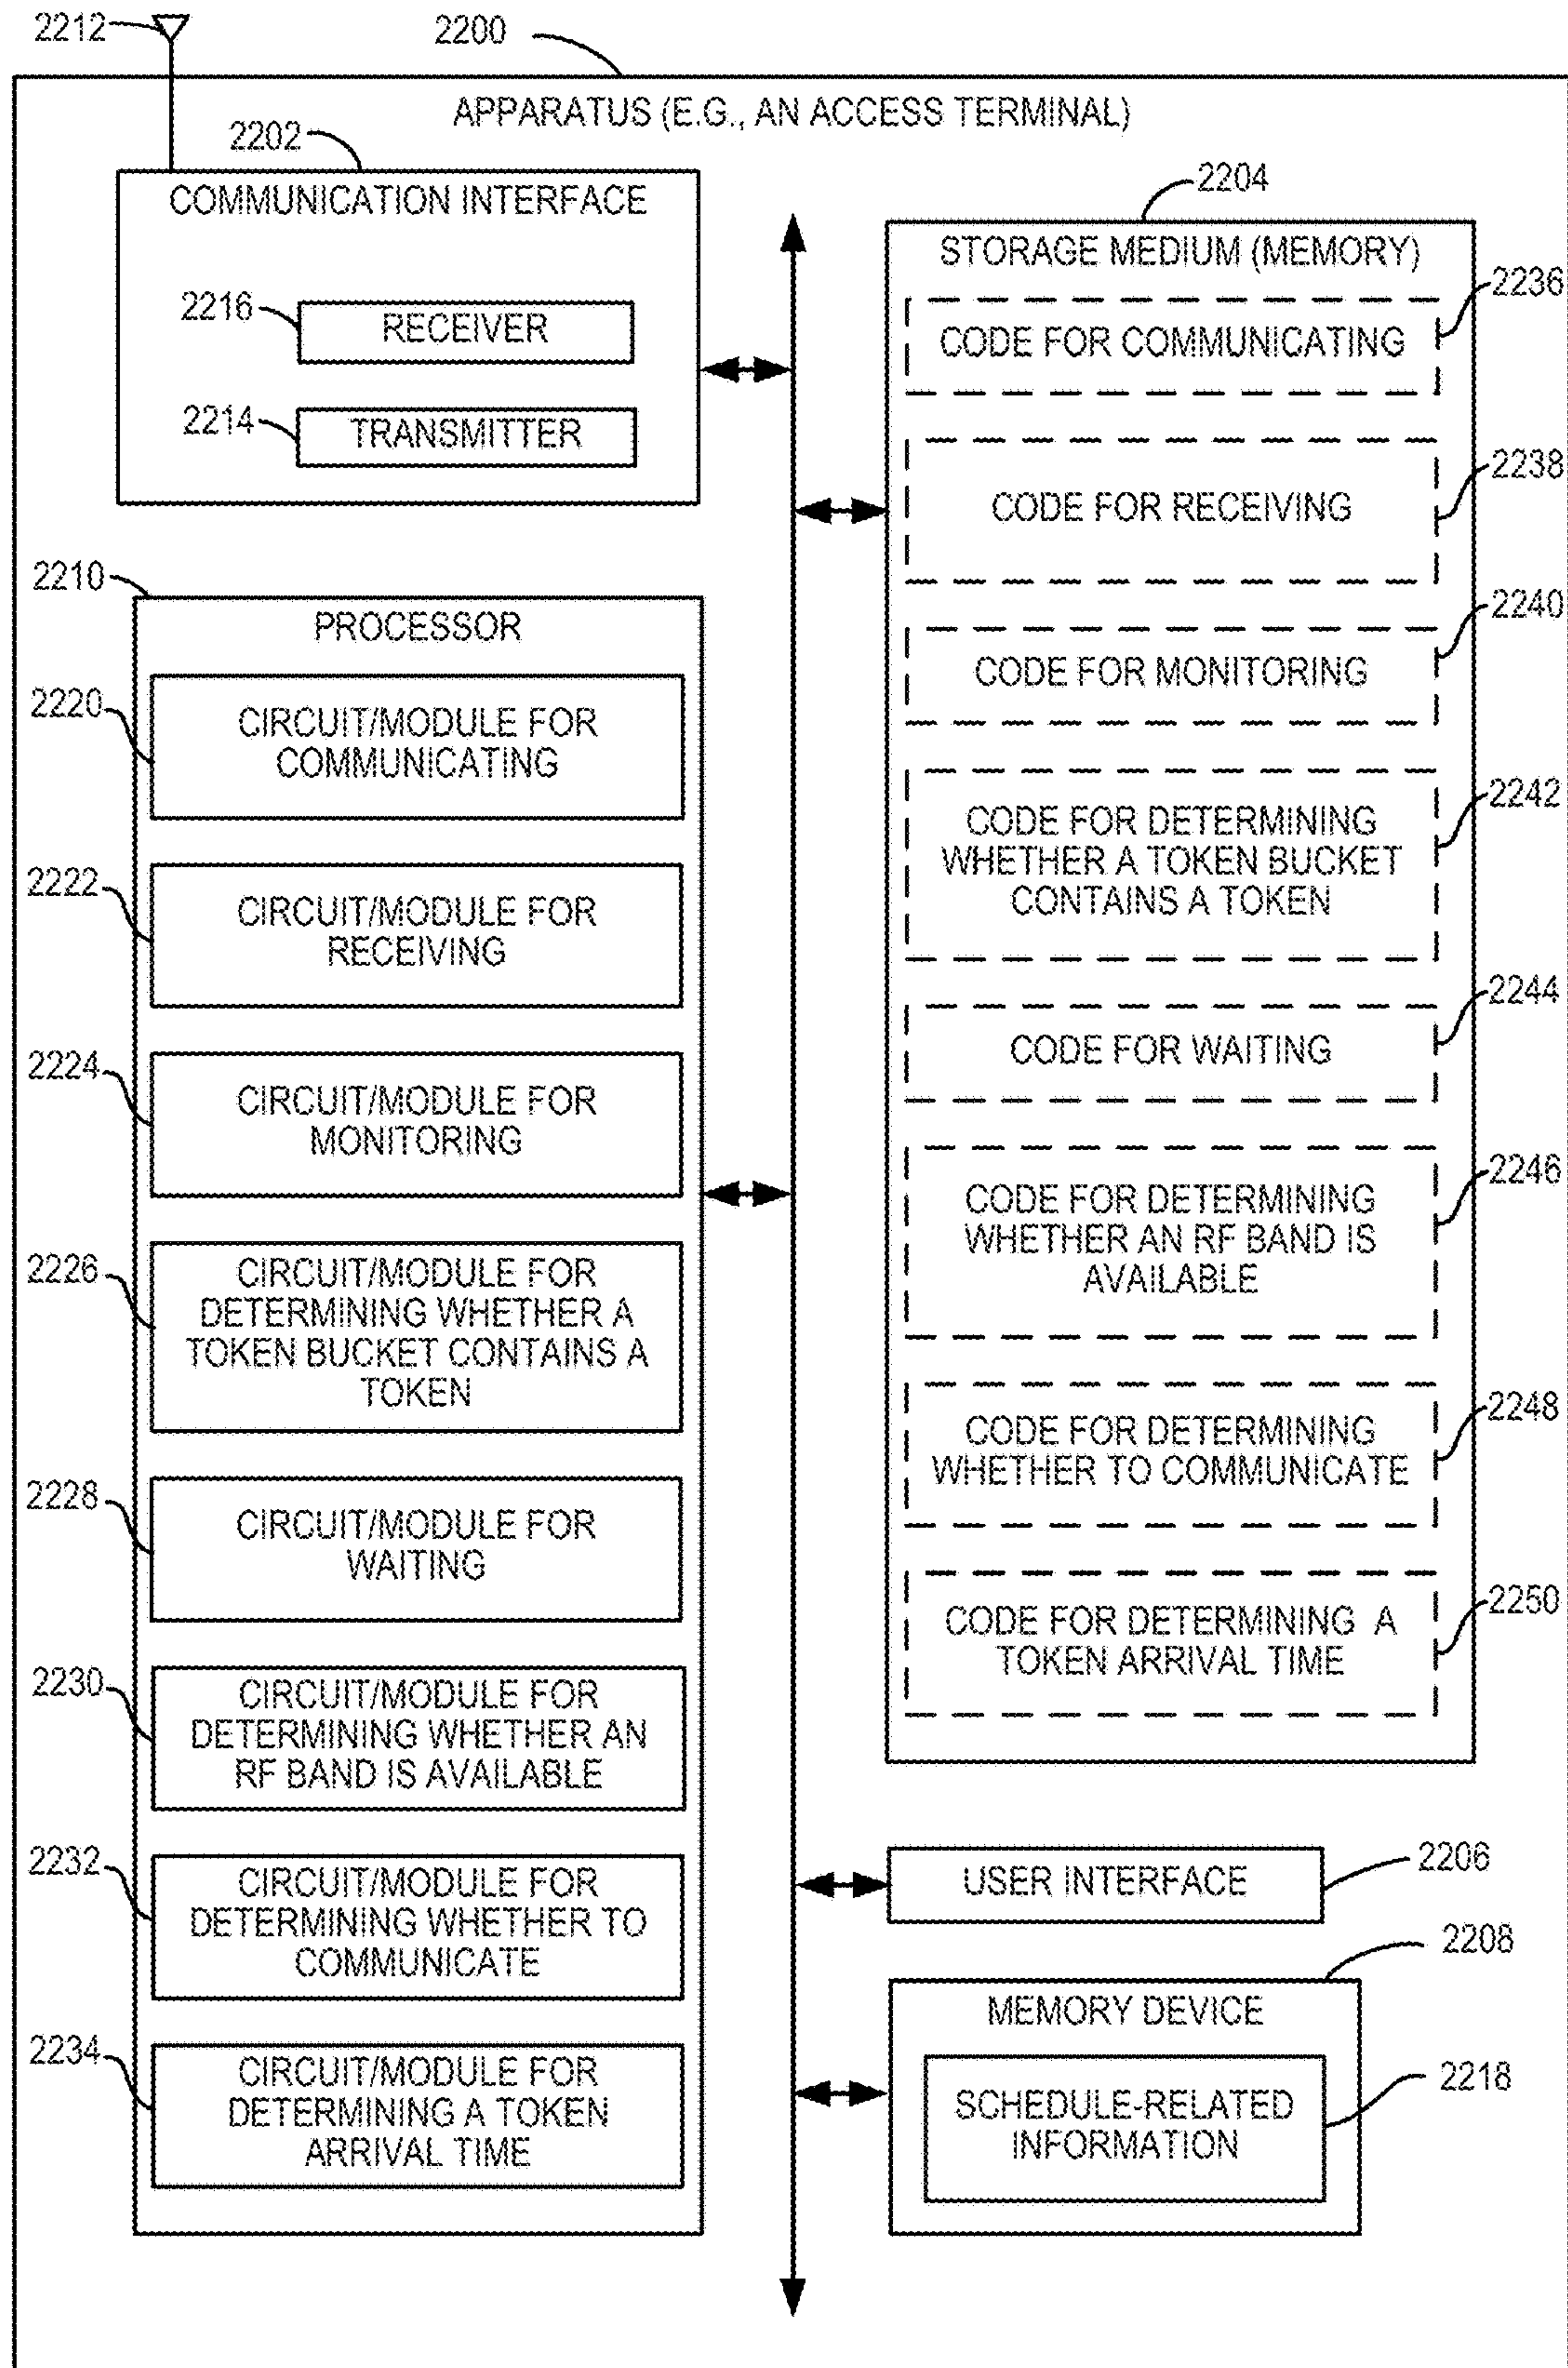 2212
2200
APPARATUS (E.G., AN ACCESS TERMINAL)
2202
COMMUNICATION INTERFACE
2216
RECEIVER
2214
TRANSMITTER
2210
PROCESSOR
2220
CIRCUIT/MODULE FOR
COMMUNICATING
2222
CIRCUIT/MODULE FOR
RECEIVING
2224
CIRCUIT/MODULE FOR
MONITORING
2226
CIRCUIT/MODULE FOR
DETERMINING WHETHER A
TOKEN BUCKET CONTAINS A
TOKEN
2228
CIRCUIT/MODULE FOR
WAITING
2230
CIRCUIT/MODULE FOR
DETERMINING WHETHER AN
RF BAND IS AVAILABLE
2232
CIRCUIT/MODULE FOR
DETERMINING WHETHER TO
COMMUNICATE
2234
CIRCUIT/MODULE FOR
DETERMINING A TOKEN
ARRIVAL TIME
2204
STORAGE MEDIUM (MEMORY)
2236
CODE FOR COMMUNICATING
2238
CODE FOR RECEIVING
2240
CODE FOR MONITORING
2242
CODE FOR DETERMINING
WHETHER A TOKEN BUCKET
CONTAINS A TOKEN
2244
CODE FOR WAITING
2246
CODE FOR DETERMINING
WHETHER AN RF BAND IS
AVAILABLE
2248
CODE FOR DETERMINING
WHETHER TO COMMUNICATE
2250
CODE FOR DETERMINING A
TOKEN ARRIVAL TIME
2206
USER INTERFACE
2208
MEMORY DEVICE
2218
SCHEDULE-RELATED
INFORMATION